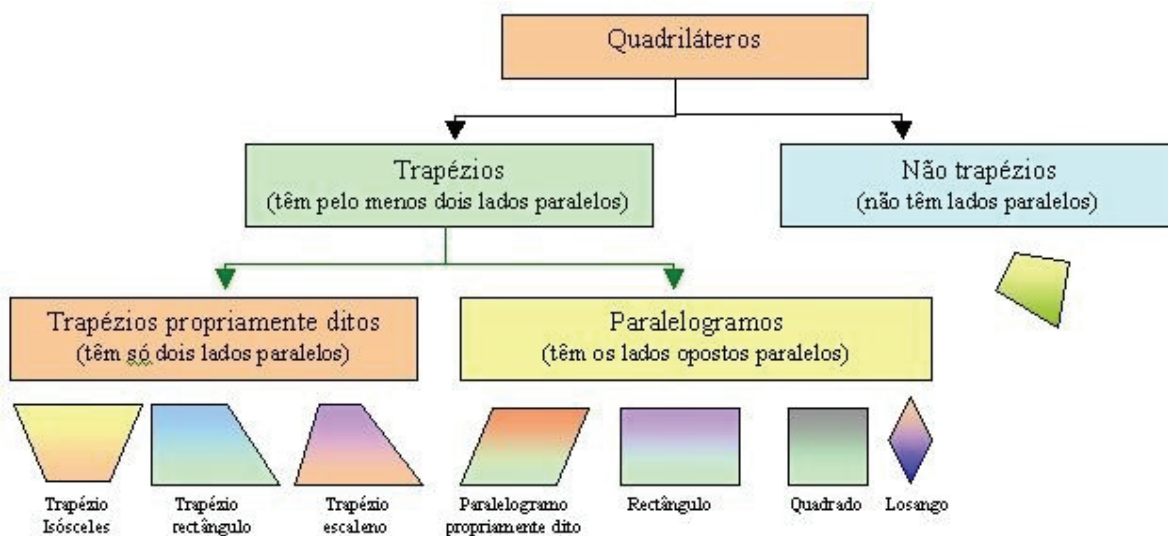 Quadriláteros
Trapézios
(têm pelo menos dois lados paralelos)
Não trapézios
(não têm lados paralelos)
Trapézios propriamente ditos
(têm só dois lados paralelos)
Paralelogramos
(têm os lados opostos paralelos)
Trapézio
Isósceles
Trapézio
rectângulo
Trapézio
escaleno
Paralelogramo
propriamente dito
Rectângulo
Quadrado
Losango